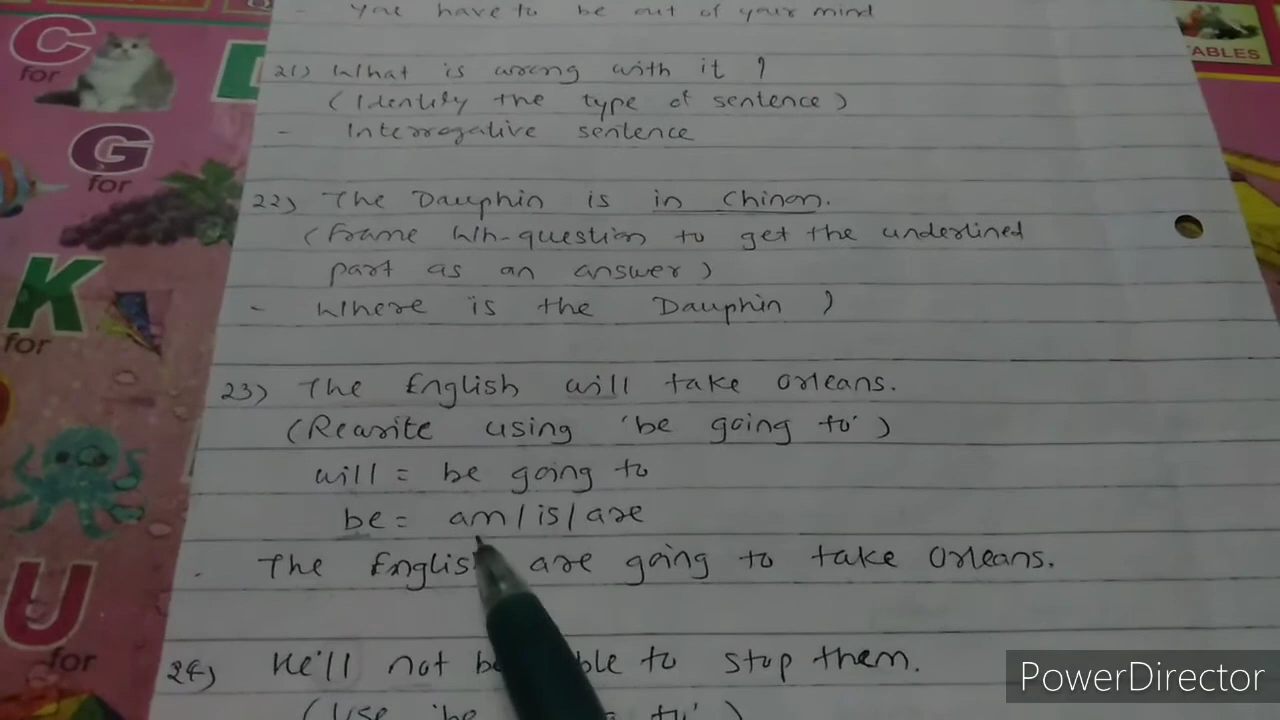 you have to be out of your mind
21) What is wrong with it ?
(Identify the type of sentence)
- Interrogative sentence
22) The Dauphin is in Chinon.
(Frame Wh-question to get the underlined
part as an answer)
- Where is the Dauphin ?
23) The English will take Orleans.
(Rewrite using 'be going to')
will = be going to
be = am/is/are
- The English are going to take Orleans.
24) He'll not be able to stop them.
C
for
G
for
K
for
U
for
ABLES
PowerDirector